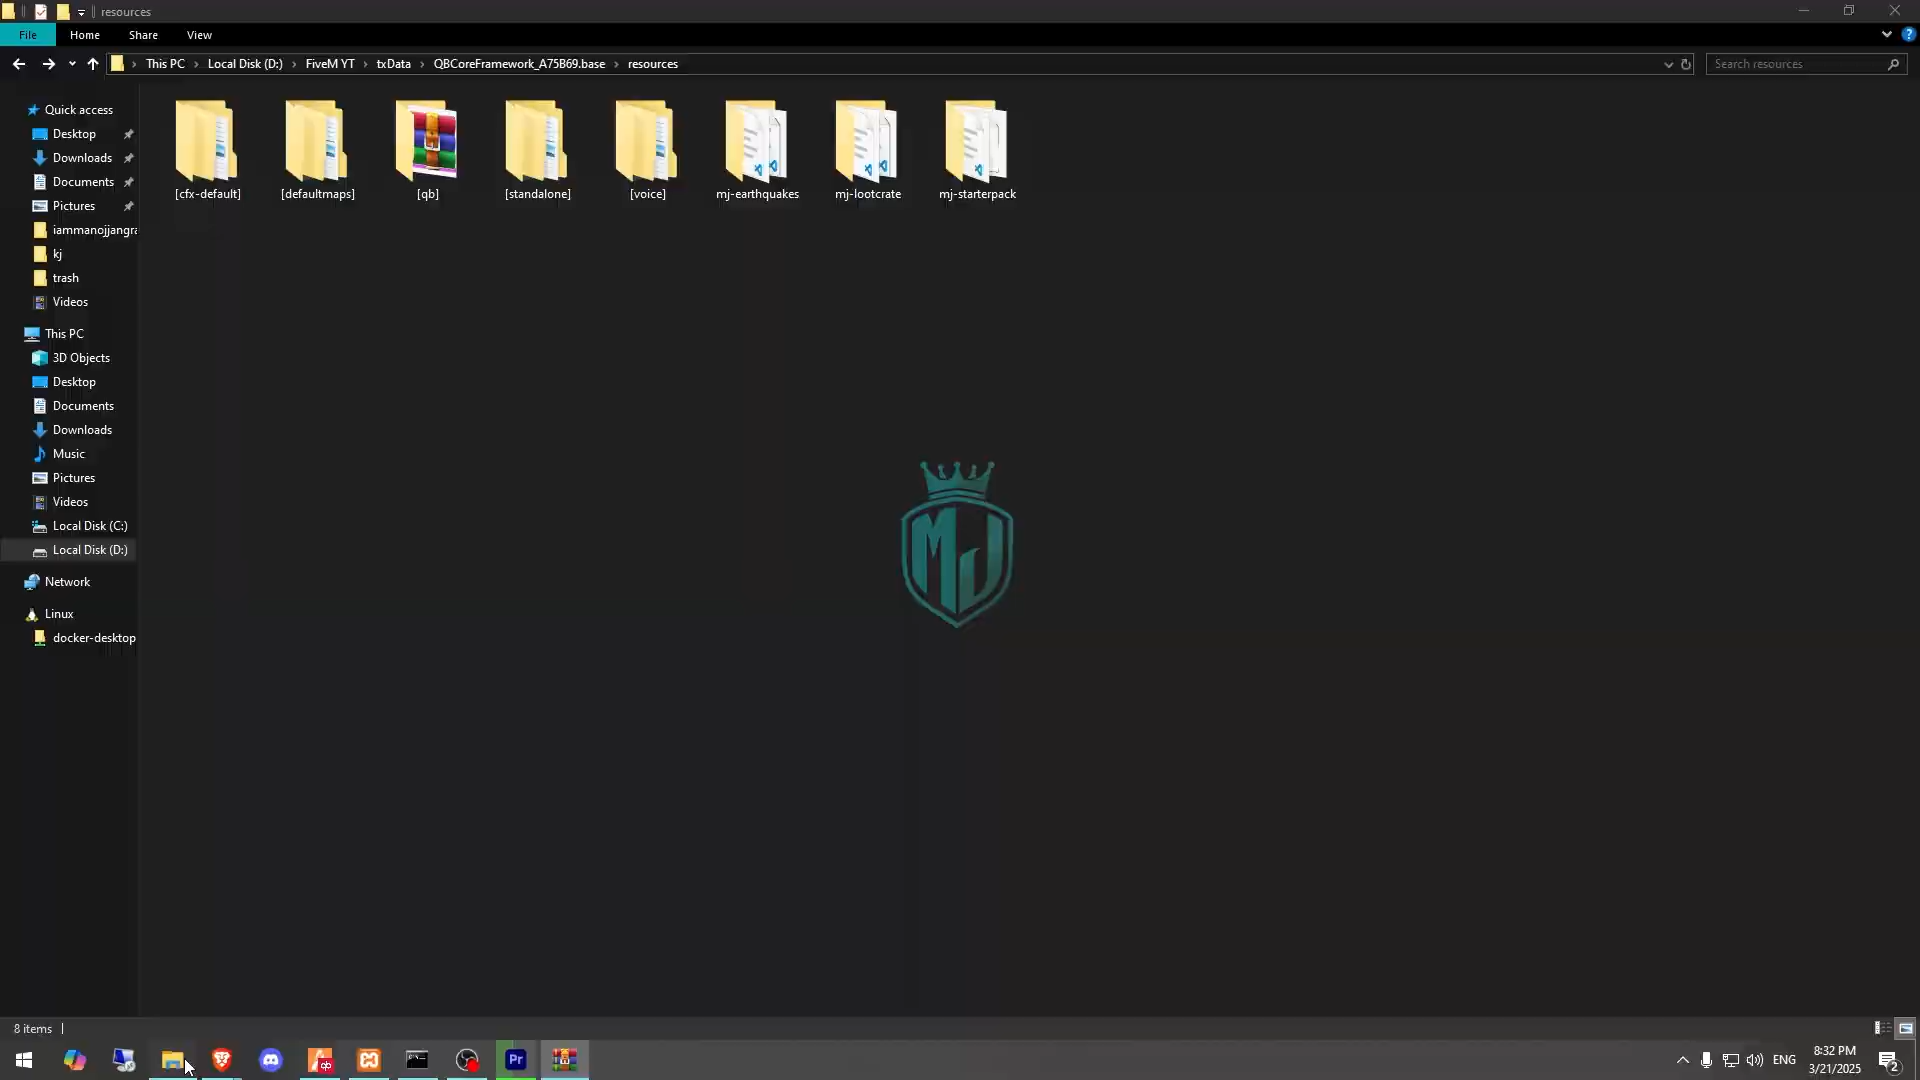 resources
File Home Share View
This PC Local Disk (D:) FiveM YT txData QBCoreFramework_A75B69.base resources
Search resources
Quick access
Desktop
Downloads
Documents
Pictures
iammanojjangra
kj
trash
Videos
This PC
3D Objects
Desktop
Documents
Downloads
Music
Pictures
Videos
Local Disk (C:)
Local Disk (D:)
Network
Linux
docker-desktop
[cfx-default] [defaultmaps] [qb] [standalone] [voice] mj-earthquakes mj-lootcrate mj-starterpack
MJ
8 items
qb
Pr
ENG
8:32 PM
3/21/2025
2